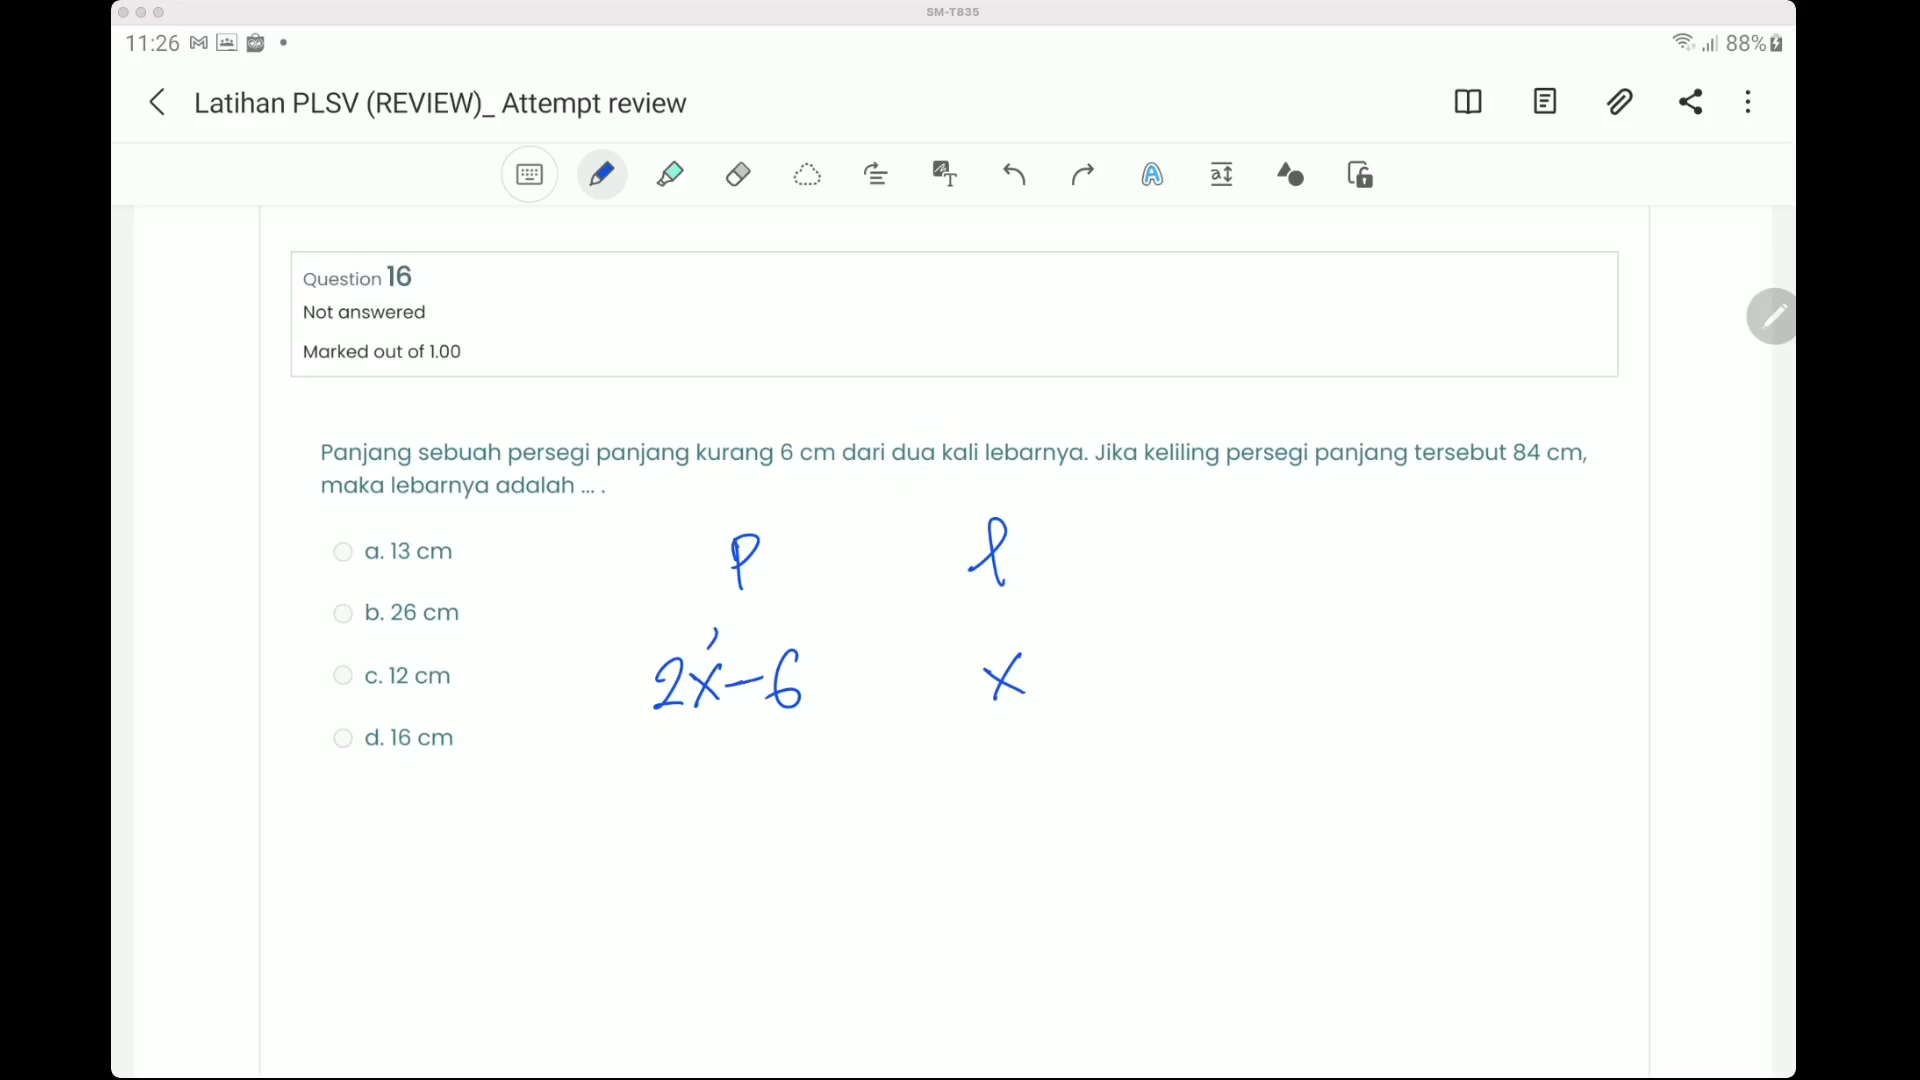 SM-T835
11:26
88%
Latihan PLSV (REVIEW)_ Attempt review
Question 16
Not answered
Marked out of 1.00
Panjang sebuah persegi panjang kurang 6 cm dari dua kali lebarnya. Jika keliling persegi panjang tersebut 84 cm,
maka lebarnya adalah ... .
a. 13 cm
b. 26 cm
c. 12 cm
d. 16 cm
P l
2x-6 x